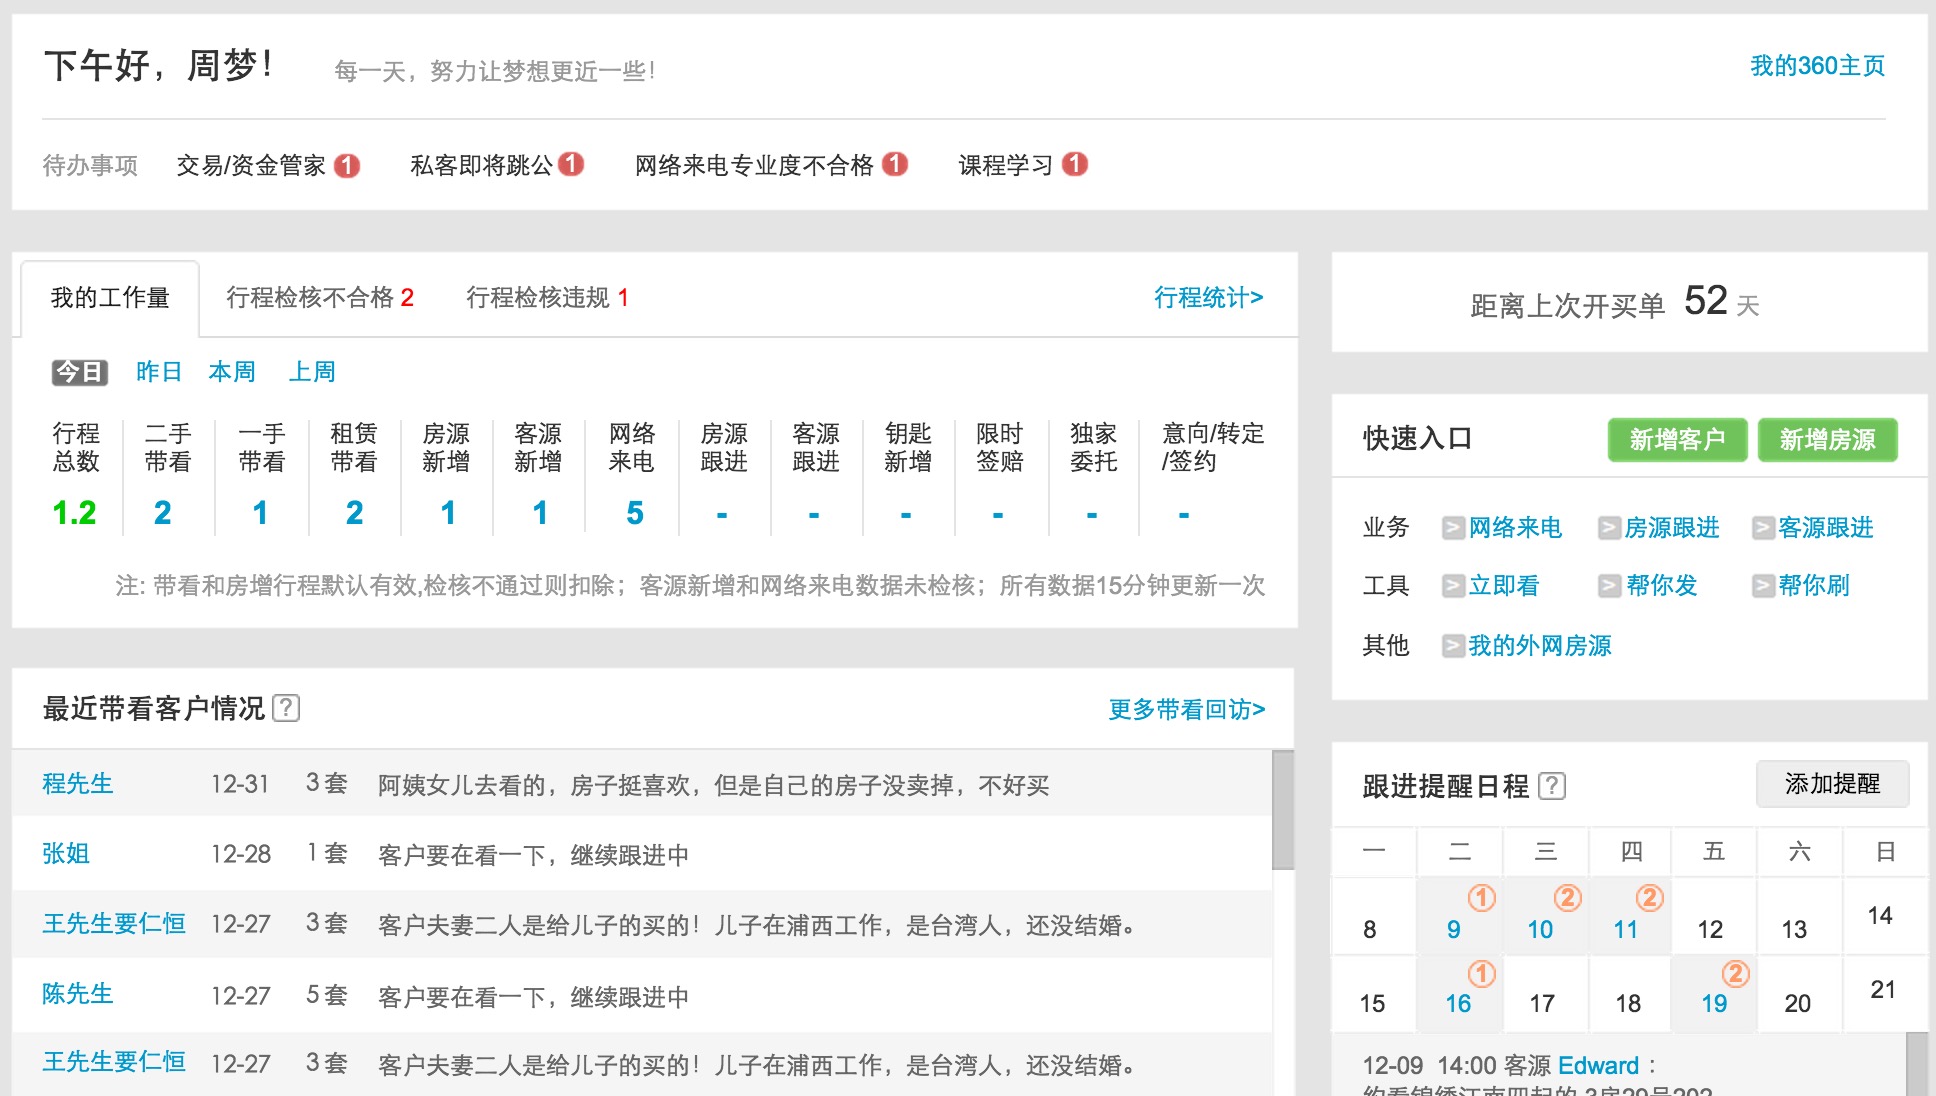 下午好，周梦！
每一天，努力让梦想更近一些！
我的360主页
待办事项 交易/资金管家 1 私客即将跳公 1 网络来电专业度不合格 1 课程学习 1
我的工作量 行程检核不合格 2 行程检核违规 1 行程统计>
今日 昨日 本周 上周
行程 二手 一手 租赁 房源 客源 网络 房源 客源 钥匙 限时 独家 意向/转定
总数 带看 带看 带看 新增 新增 来电 跟进 跟进 新增 签赔 委托 /签约
1.2 2 1 2 1 1 5 - - - - - -
注: 带看和房增行程默认有效,检核不通过则扣除；客源新增和网络来电数据未检核；所有数据15分钟更新一次
最近带看客户情况 ? 更多带看回访>
程先生 12-31 3 套 阿姨女儿去看的，房子挺喜欢，但是自己的房子没卖掉，不好买
张姐 12-28 1 套 客户要在看一下，继续跟进中
王先生要仁恒 12-27 3 套 客户夫妻二人是给儿子的买的！儿子在浦西工作，是台湾人，还没结婚。
陈先生 12-27 5 套 客户要在看一下，继续跟进中
王先生要仁恒 12-27 3 套 客户夫妻二人是给儿子的买的！儿子在浦西工作，是台湾人，还没结婚。
距离上次开买单 52 天
快速入口 新增客户 新增房源
业务 >网络来电 >房源跟进 >客源跟进
工具 >立即看 >帮你发 >帮你刷
其他 >我的外网房源
跟进提醒日程 ? 添加提醒
一 二 三 四 五 六 日
8 9 ① 10 ② 11 ② 12 13 14
15 16 ① 17 18 19 ② 20 21
12-09 14:00 客源 Edward：